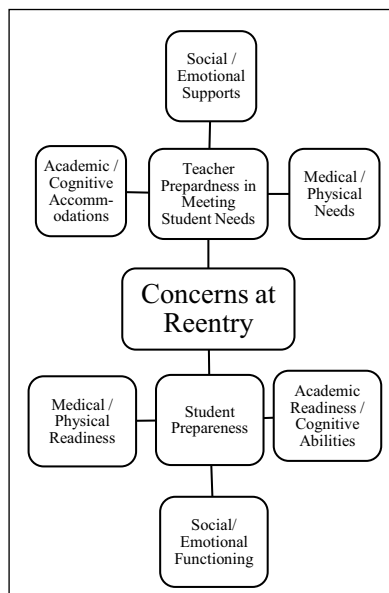 Social /
Emotional
Supports
Academic /
Cognitive
Accomm-
odations
Teacher
Prepardness in
Meeting
Student Needs
Medical /
Physical
Needs
Concerns at
Reentry
Medical /
Physical
Readiness
Student
Prepareness
Academic
Readiness /
Cognitive
Abilities
Social/
Emotional
Functioning